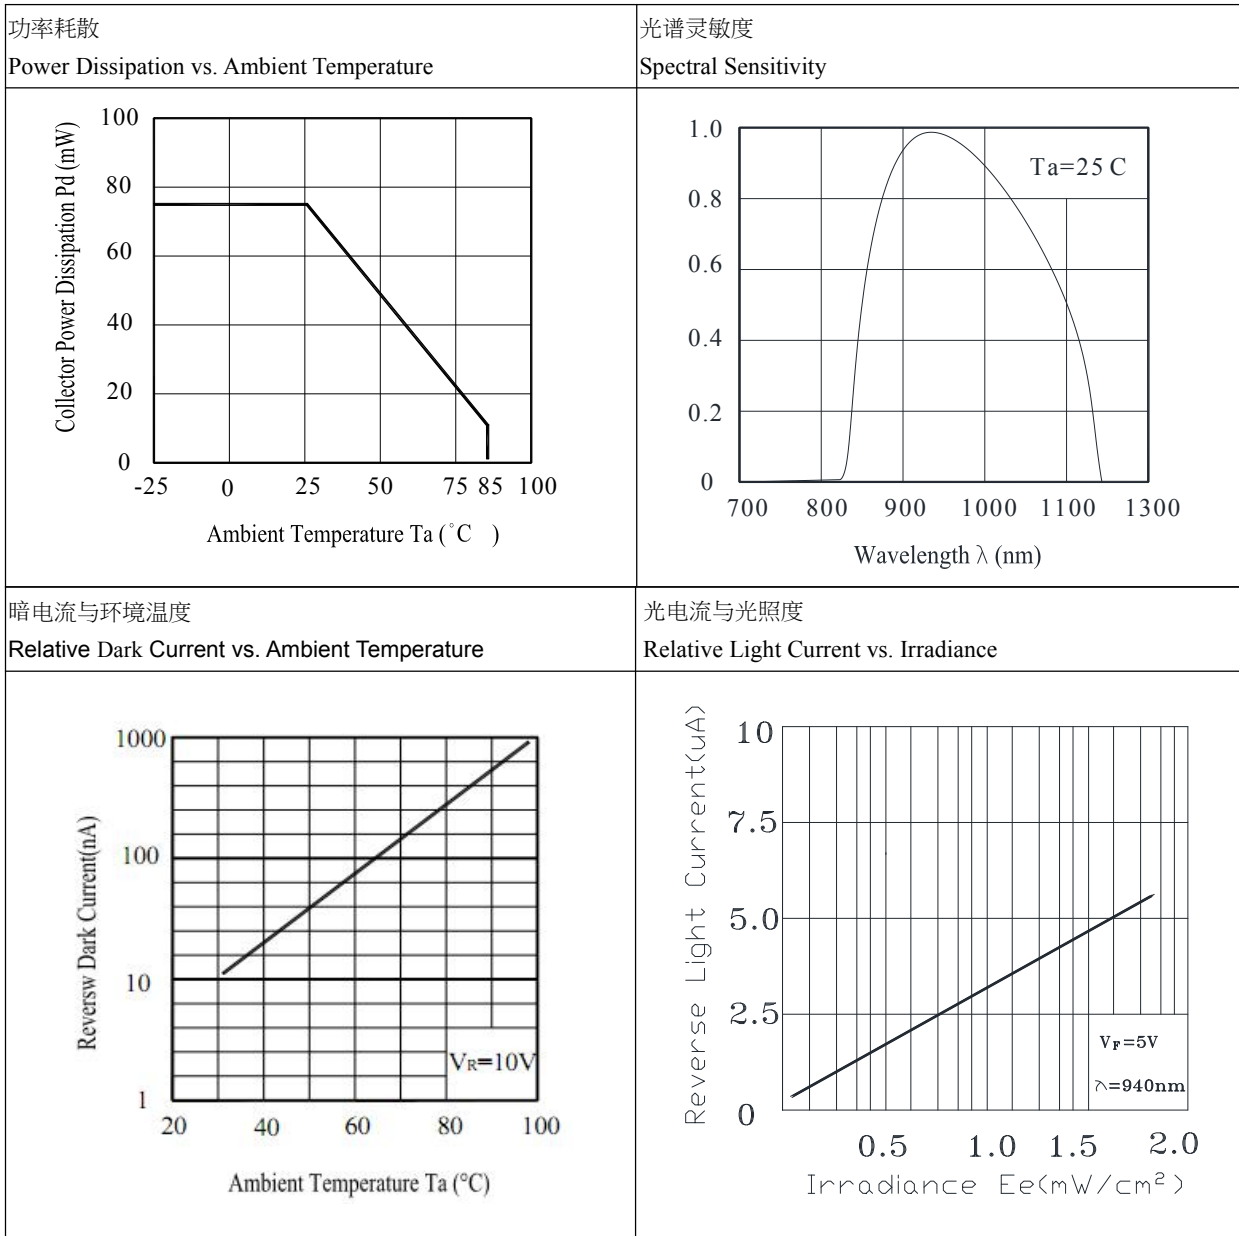 功率耗散
Power Dissipation vs. Ambient Temperature
光谱灵敏度
Spectral Sensitivity
Collector Power Dissipation Pd (mW)
100
80
60
40
20
0
-25 0 25 50 75 85 100
Ambient Temperature Ta (°C )
1.0
0.8
0.6
0.4
0.2
0
Ta=25 C
700 800 900 1000 1100 1300
Wavelength λ (nm)
暗电流与环境温度
Relative Dark Current vs. Ambient Temperature
光电流与光照度
Relative Light Current vs. Irradiance
Reversw Dark Current(nA)
1000
100
10
1
VR=10V
20 40 60 80 100
Ambient Temperature Ta (°C)
Reverse Light Current(uA)
10
7.5
5.0
2.5
0
VF=5V
λ=940nm
0.5 1.0 1.5 2.0
Irradiance Ee(mW/cm²)